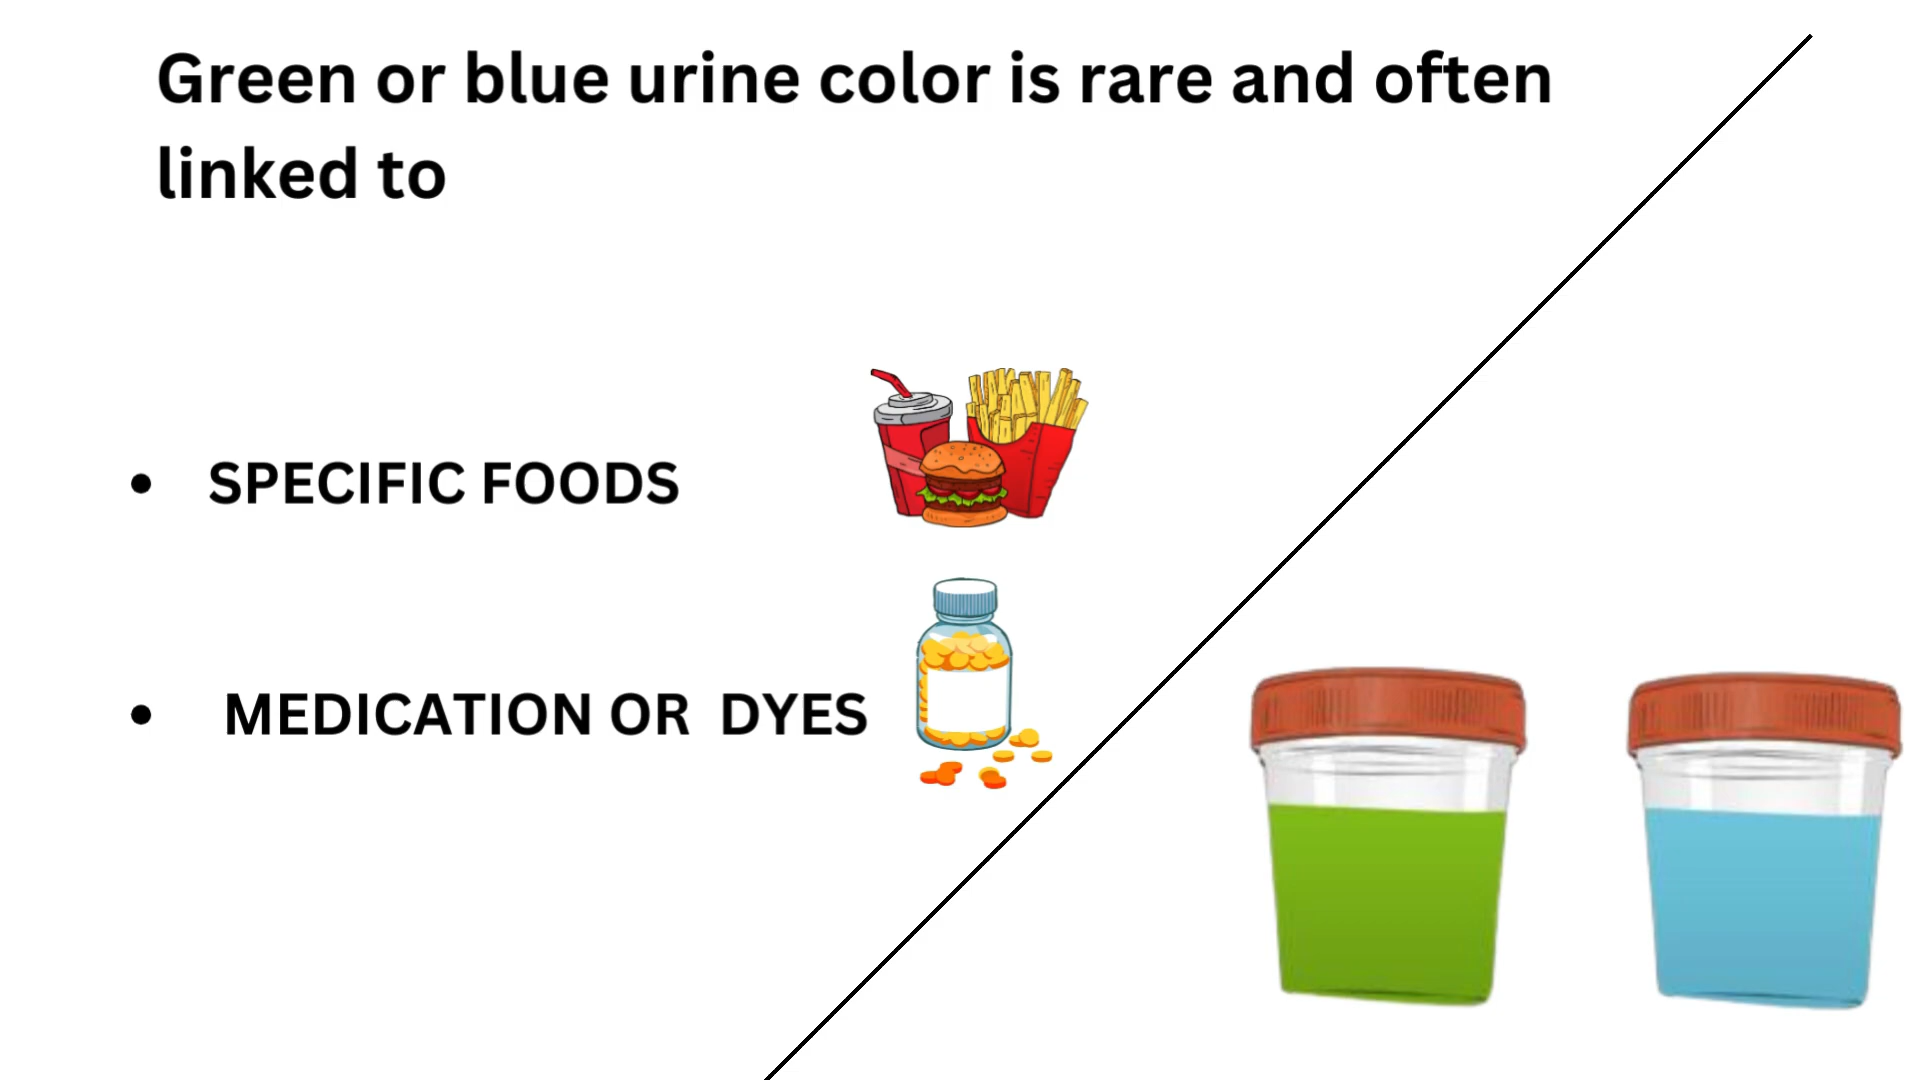 Green or blue urine color is rare and often
linked to
• SPECIFIC FOODS
• MEDICATION OR DYES